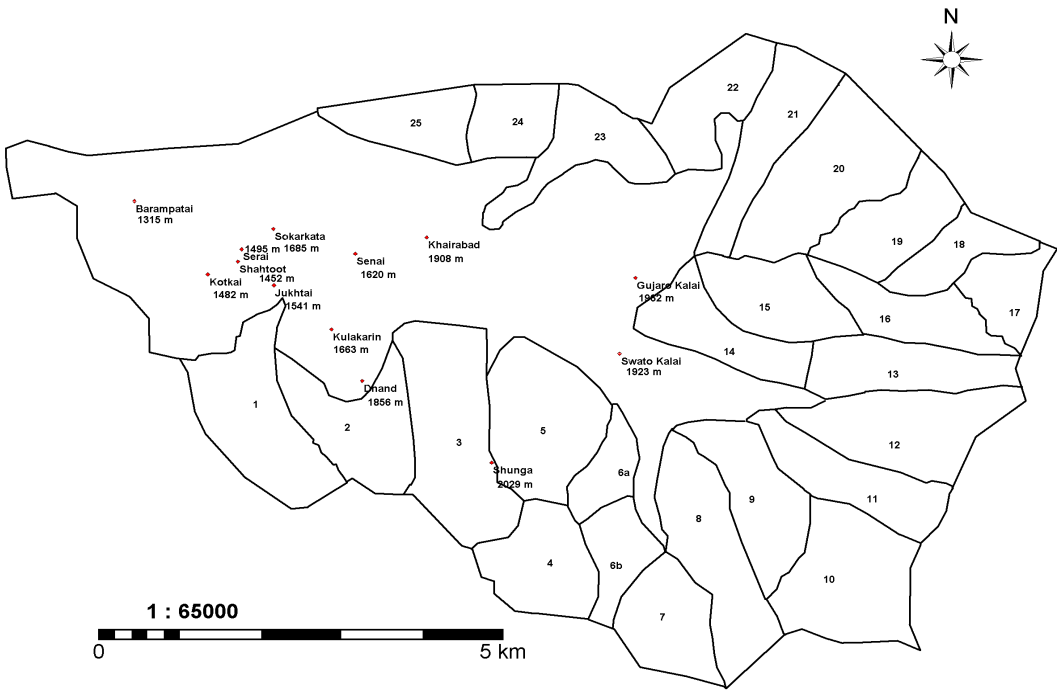 N
22
21
25
24
23
20
Barampatai
1315 m
19
18
Sokarkata
1685 m
1495 m
Serai
Khairabad
1908 m
Senai
1620 m
Shahtoot
1452 m
Kotkai
1482 m
Jukhtai
1541 m
Gujaro Kalai
1962 m
15
16
17
Kulakarin
1663 m
14
Swato Kalai
1923 m
13
Dhand
1856 m
1
2
3
5
12
Shunga
2029 m
6a
9
11
8
4
6b
10
7
1 : 65000
0
5 km